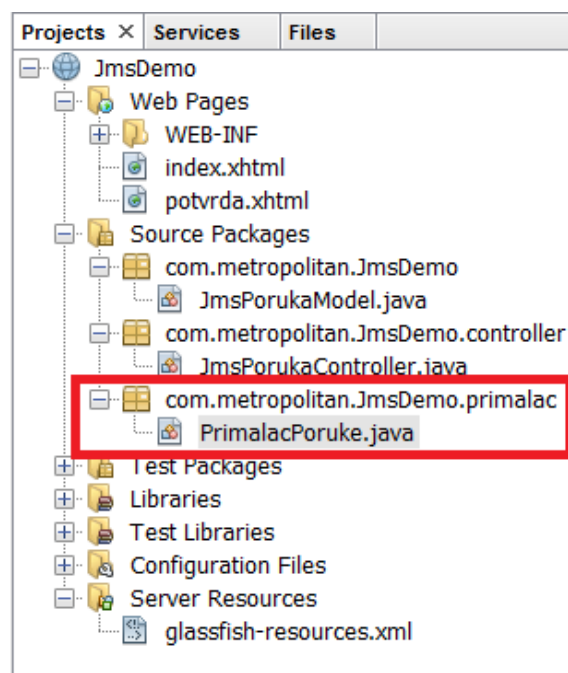 Projects × Services Files
JmsDemo
Web Pages
WEB-INF
index.xhtml
potvrda.xhtml
Source Packages
com.metropolitan.JmsDemo
JmsPorukaModel.java
com.metropolitan.JmsDemo.controller
JmsPorukaController.java
com.metropolitan.JmsDemo.primalac
PrimalacPoruke.java
Test Packages
Libraries
Test Libraries
Configuration Files
Server Resources
glassfish-resources.xml